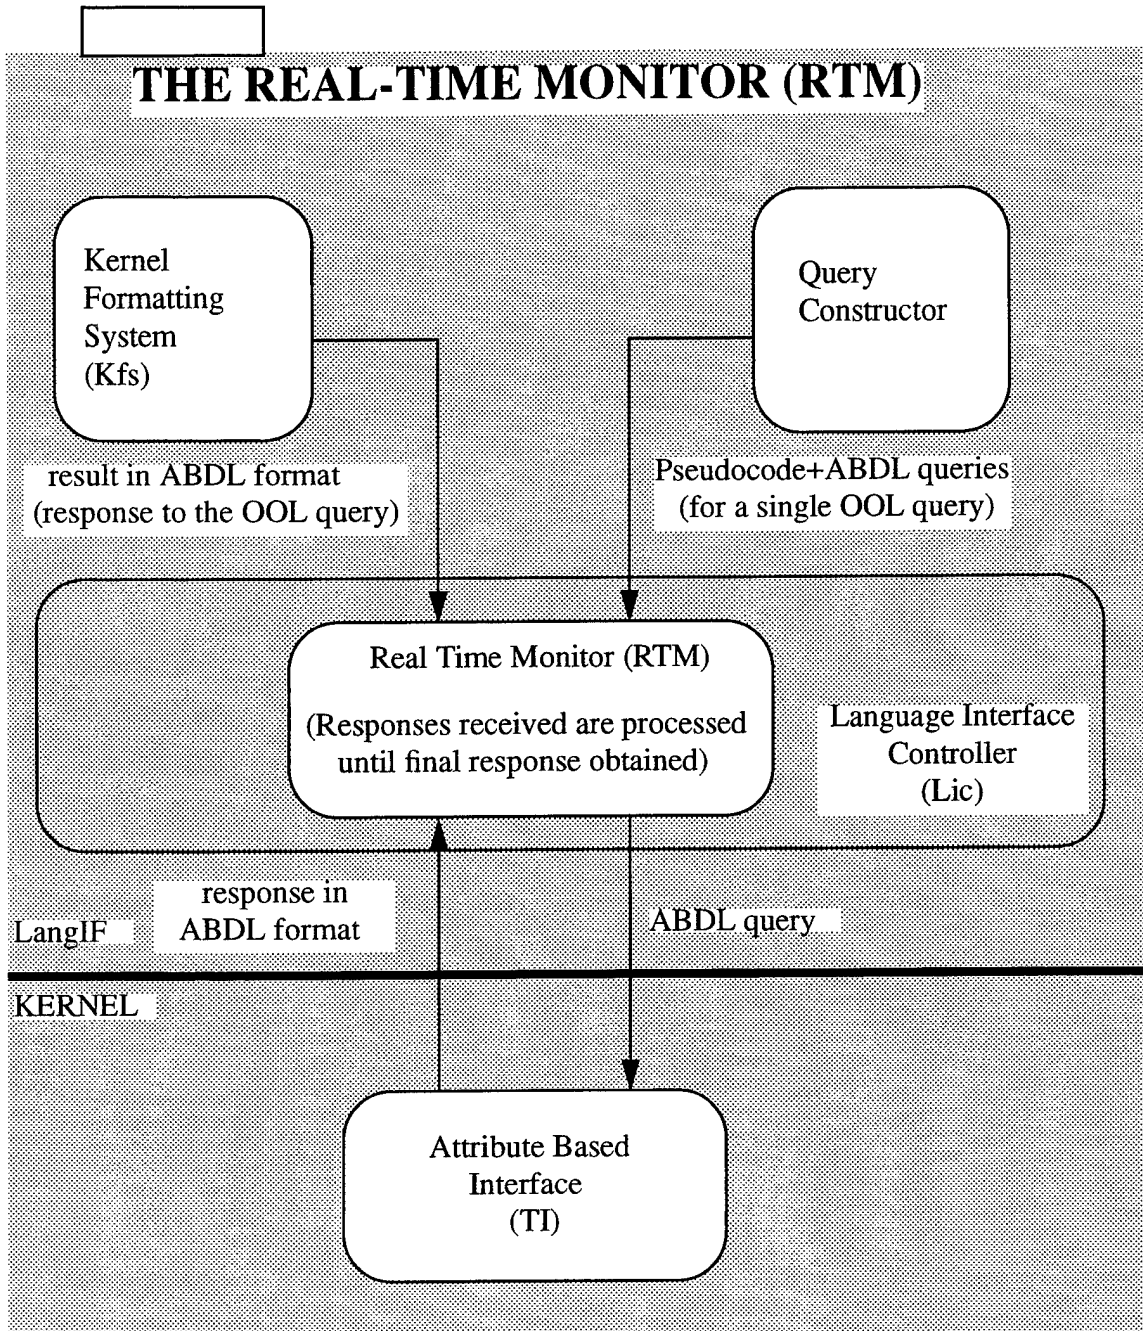 THE REAL-TIME MONITOR (RTM)
Kernel
Formatting
System
(Kfs)
Query
Constructor
result in ABDL format
(response to the OOL query)
Pseudocode+ABDL queries
(for a single OOL query)
Real Time Monitor (RTM)
(Responses received are processed
until final response obtained)
Language Interface
Controller
(Lic)
response in
ABDL format
ABDL query
LangIF
KERNEL
Attribute Based
Interface
(TI)